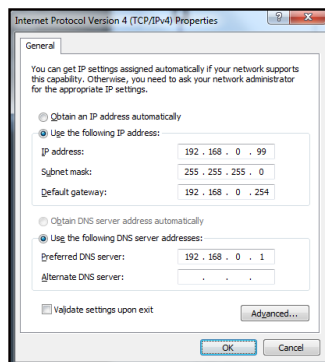 Internet Protocol Version 4 (TCP/IPv4) Properties
General
You can get IP settings assigned automatically if your network supports
this capability. Otherwise, you need to ask your network administrator
for the appropriate IP settings.
Obtain an IP address automatically
Use the following IP address:
IP address: 192 . 168 . 0 . 99
Subnet mask: 255 . 255 . 255 . 0
Default gateway: 192 . 168 . 0 . 254
Obtain DNS server address automatically
Use the following DNS server addresses:
Preferred DNS server: 192 . 168 . 0 . 1
Alternate DNS server: . . .
Validate settings upon exit
Advanced...
OK Cancel